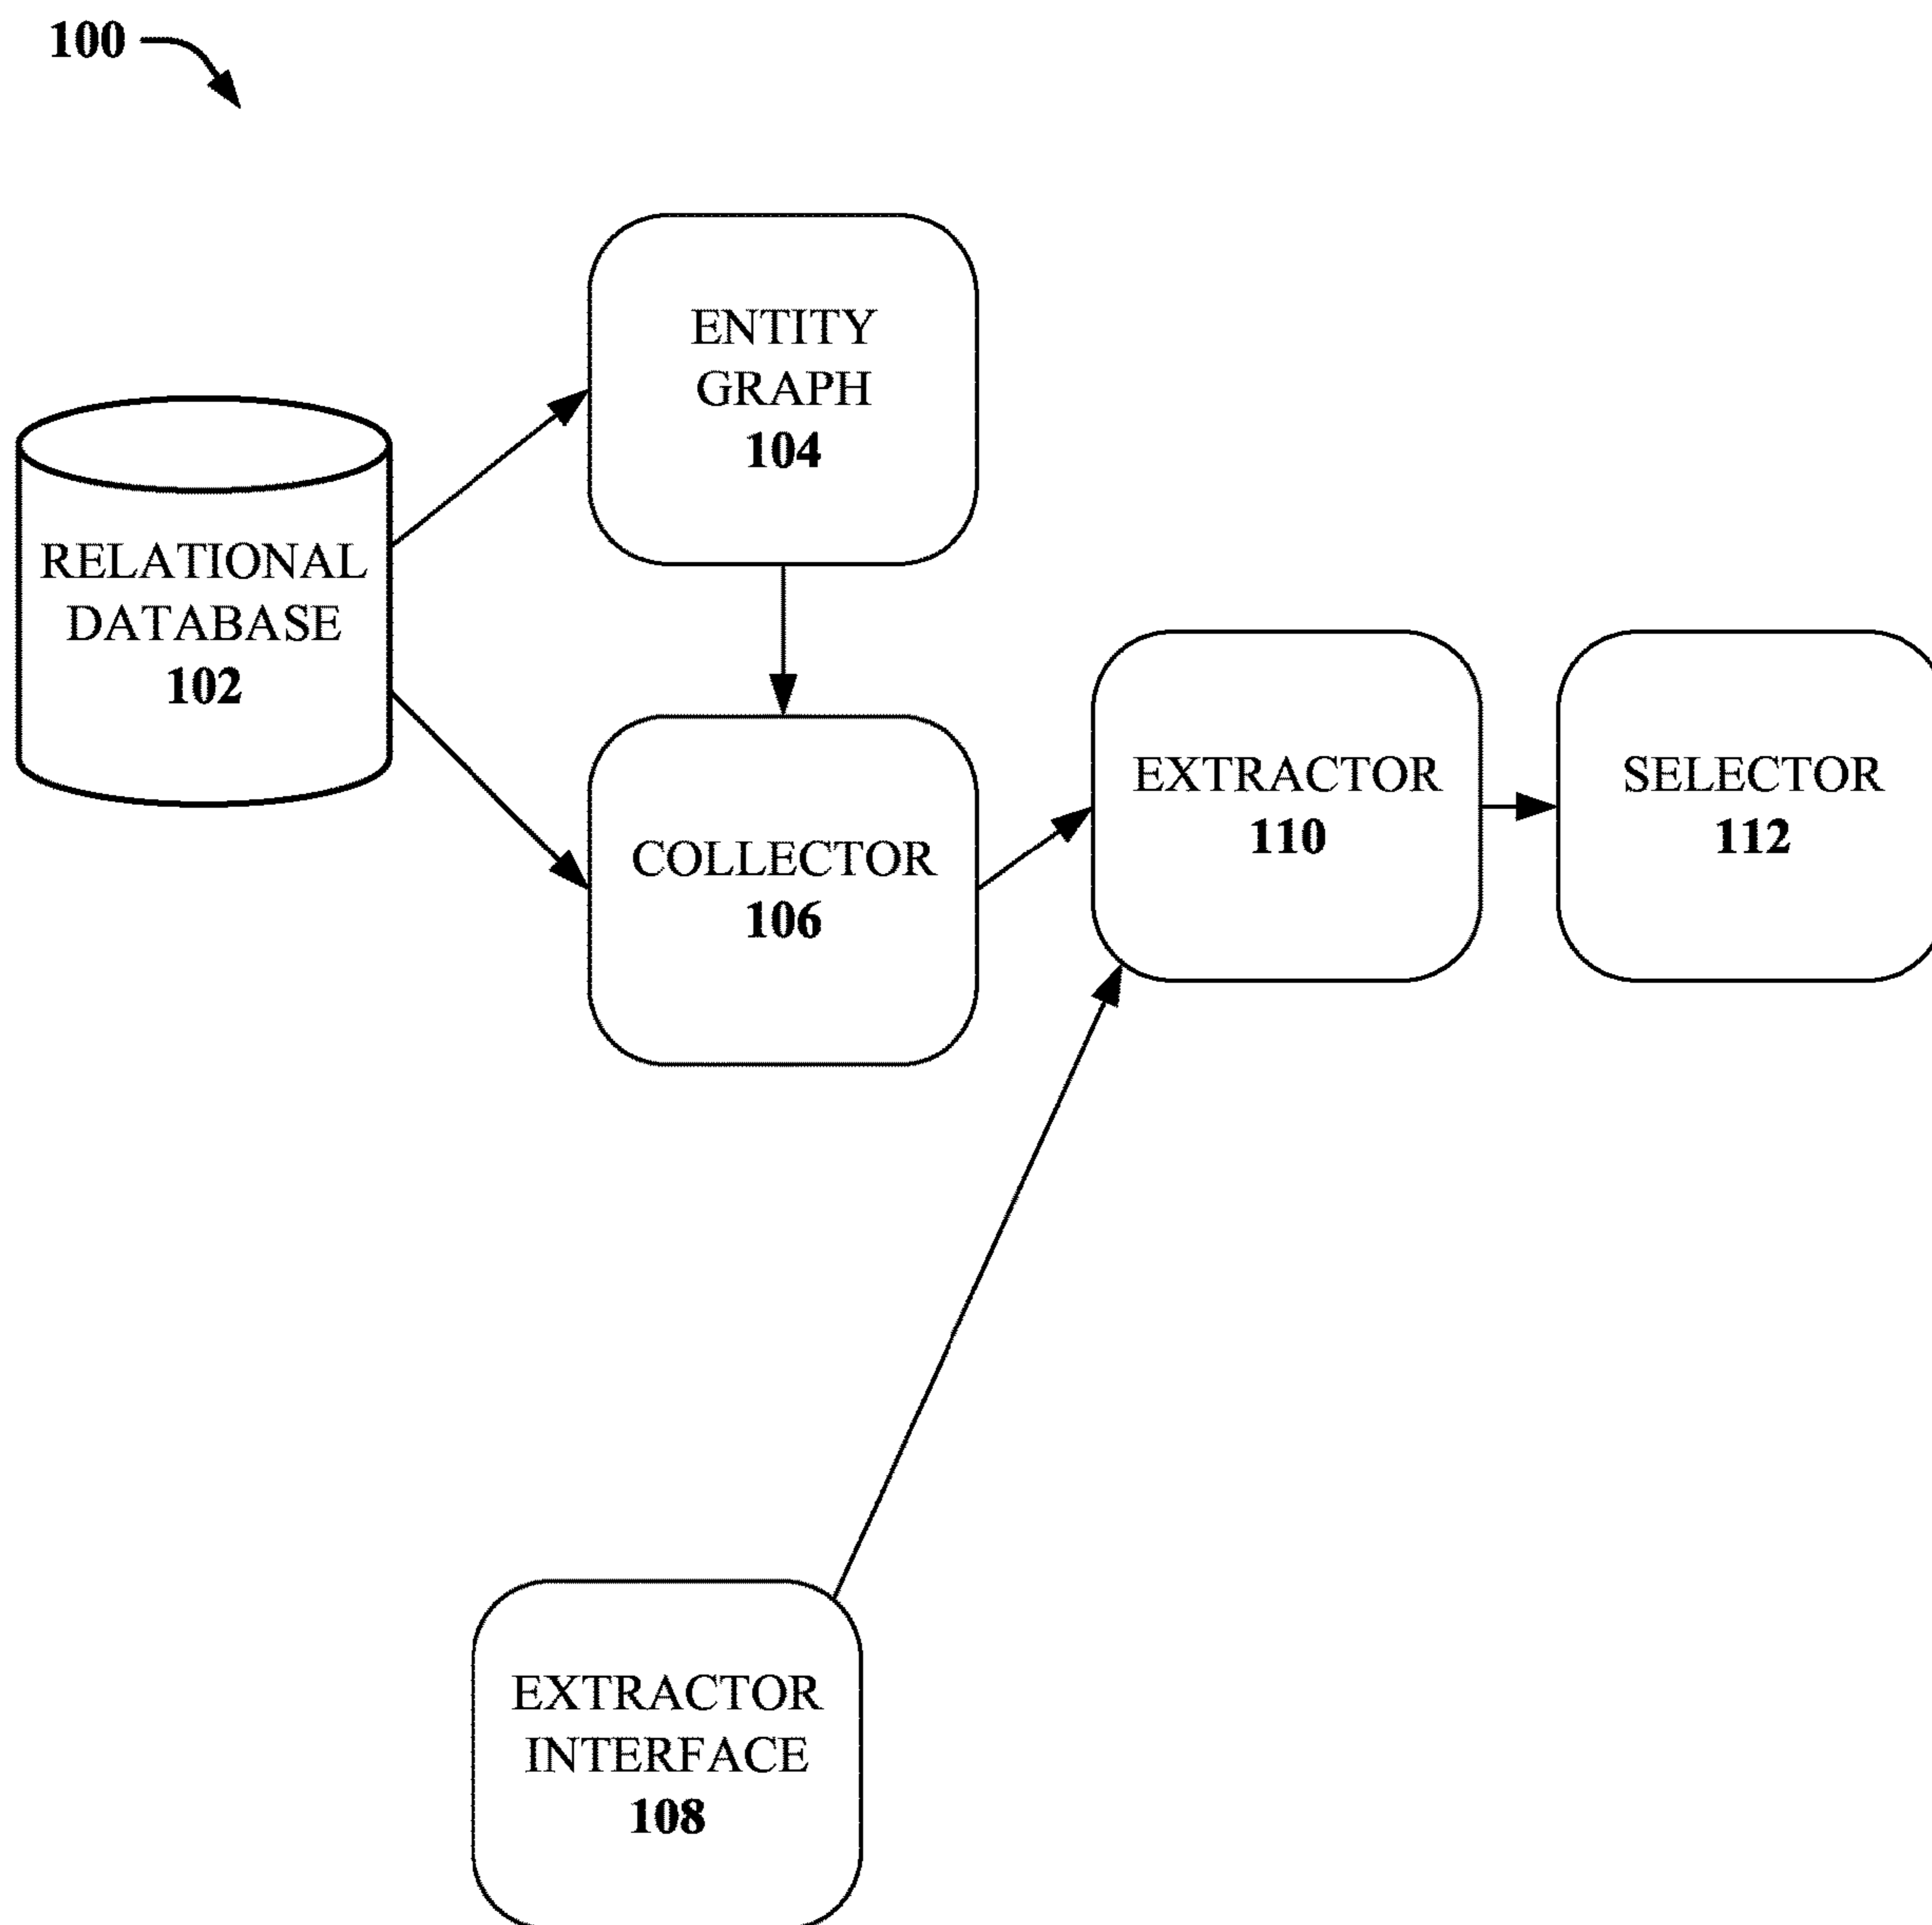 100
ENTITY
GRAPH
104
RELATIONAL
DATABASE
102
COLLECTOR
106
EXTRACTOR
110
SELECTOR
112
EXTRACTOR
INTERFACE
108